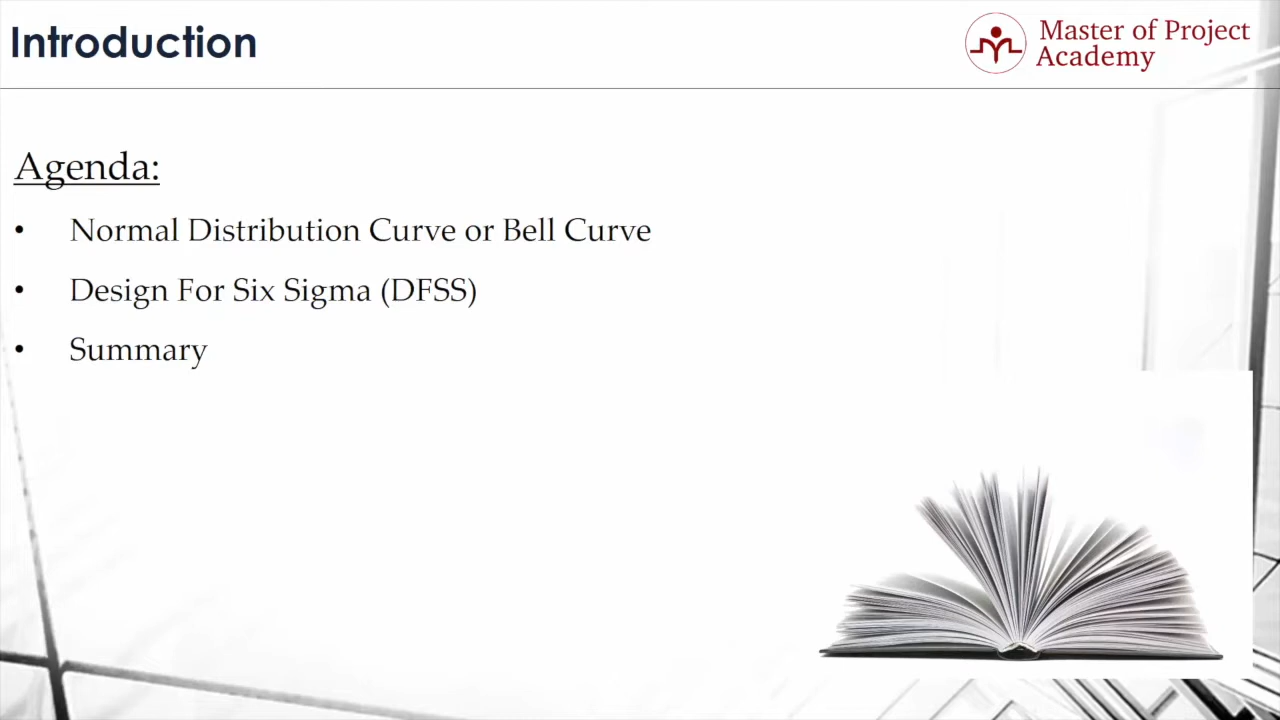 Introduction
Master of Project
Academy
Agenda:
• Normal Distribution Curve or Bell Curve
• Design For Six Sigma (DFSS)
• Summary